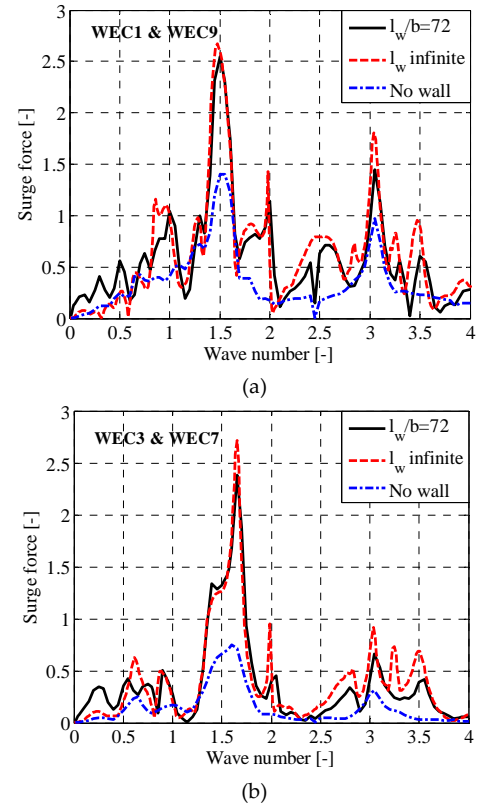 WEC1 & WEC9
l_w/b=72
l_w infinite
No wall
Surge force [-]
3
2.5
2
1.5
1
0.5
0
0 0.5 1 1.5 2 2.5 3 3.5 4
Wave number [-]
(a)
WEC3 & WEC7
l_w/b=72
l_w infinite
No wall
Surge force [-]
3
2.5
2
1.5
1
0.5
0
0 0.5 1 1.5 2 2.5 3 3.5 4
Wave number [-]
(b)